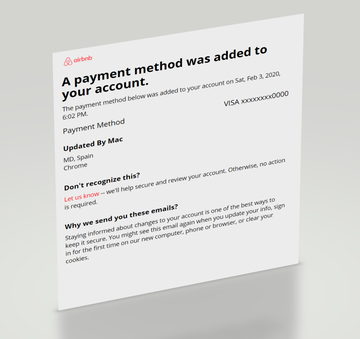 airbnb
A payment method was added to
your account.
The payment method below was added to your account on Sat, Feb 3, 2020,
6:02 PM.
Payment Method VISA xxxxxxxx0000
Updated By Mac
MD, Spain
Chrome
Don't recognize this?
Let us know – we'll help secure and review your account. Otherwise, no action
is required.
Why we send you these emails?
Staying informed about changes to your account is one of the best ways to
keep it secure. You might see this email again when you update your info, sign
in for the first time on our new computer, phone or browser, or clear your
cookies.